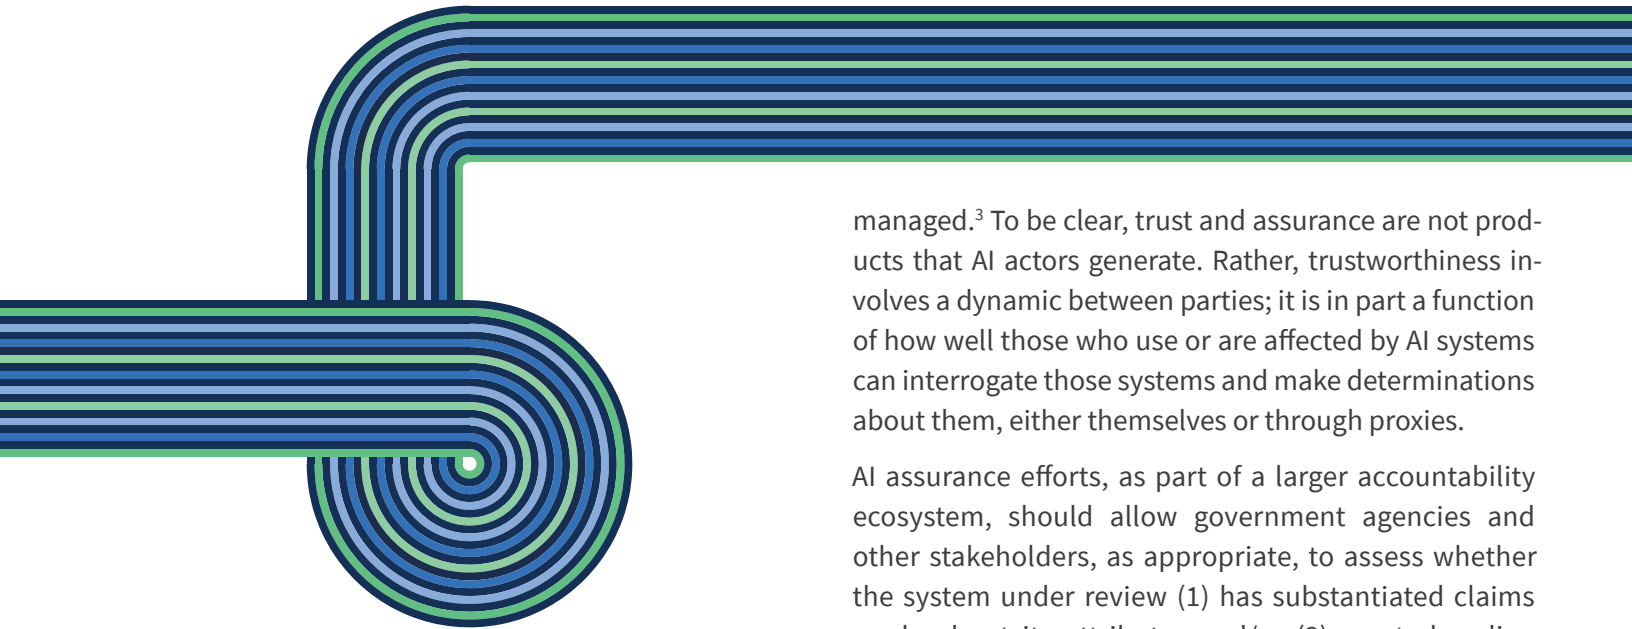 managed.³ To be clear, trust and assurance are not prod-
ucts that AI actors generate. Rather, trustworthiness in-
volves a dynamic between parties; it is in part a function
of how well those who use or are affected by AI systems
can interrogate those systems and make determinations
about them, either themselves or through proxies.
AI assurance efforts, as part of a larger accountability
ecosystem, should allow government agencies and
other stakeholders, as appropriate, to assess whether
the system under review (1) has substantiated claims